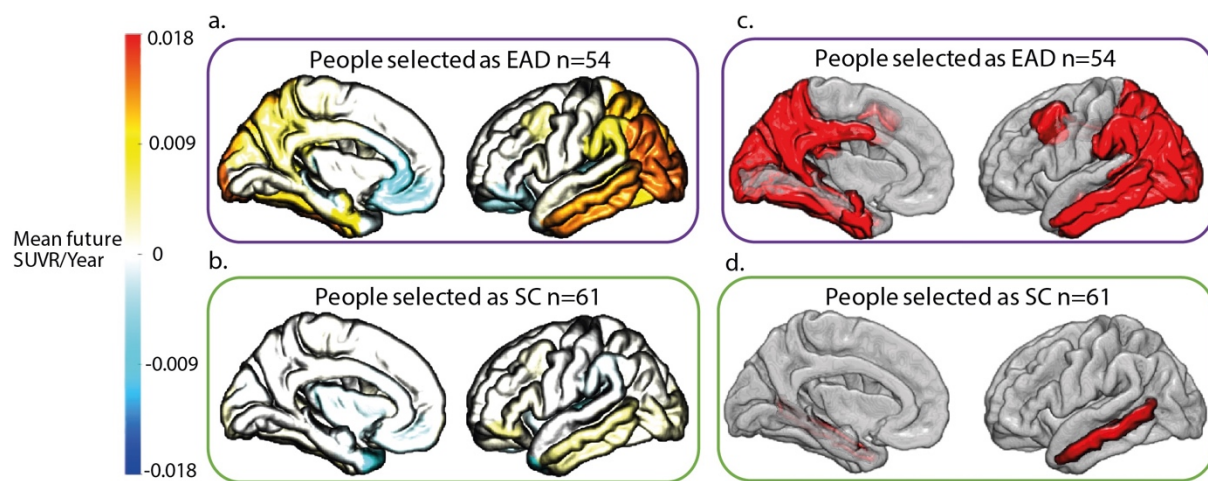 a.
People selected as EAD n=54
c.
People selected as EAD n=54
0.018
0.009
Mean future
SUVR/Year
0
-0.009
-0.018
b.
People selected as SC n=61
d.
People selected as SC n=61